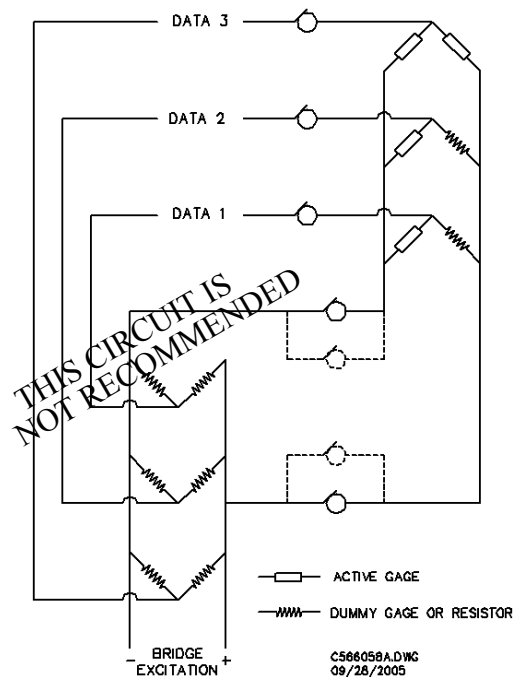 DATA 3
DATA 2
DATA 1
THIS CIRCUIT IS
NOT RECOMMENDED
ACTIVE GAGE
DUMMY GAGE OR RESISTOR
- BRIDGE +
EXCITATION
C566058A.DWG
09/28/2005